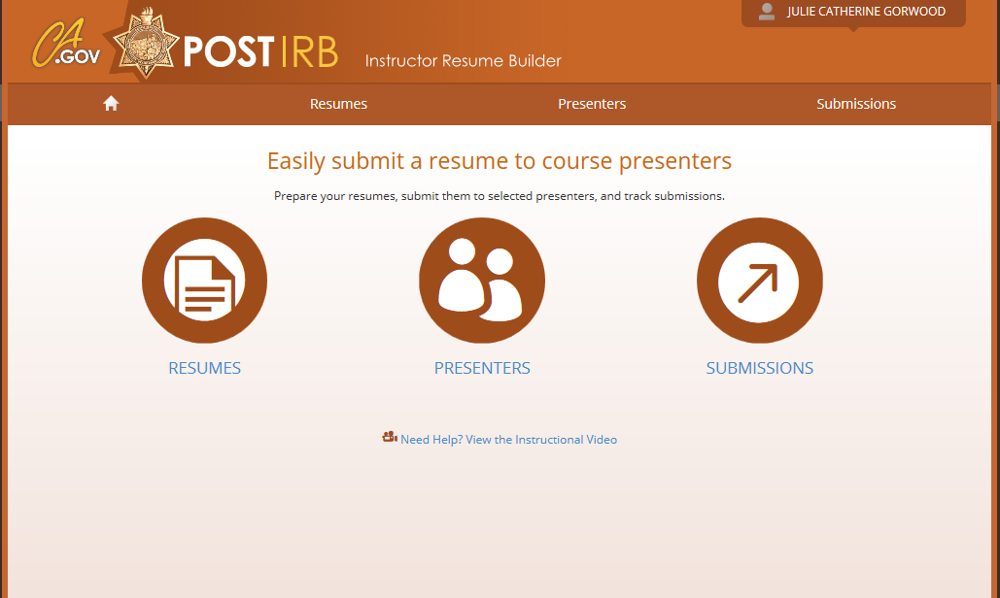 CA.GOV
POST IRB
Instructor Resume Builder
JULIE CATHERINE GORWOOD
Resumes
Presenters
Submissions
Easily submit a resume to course presenters
Prepare your resumes, submit them to selected presenters, and track submissions.
RESUMES
PRESENTERS
SUBMISSIONS
Need Help? View the Instructional Video